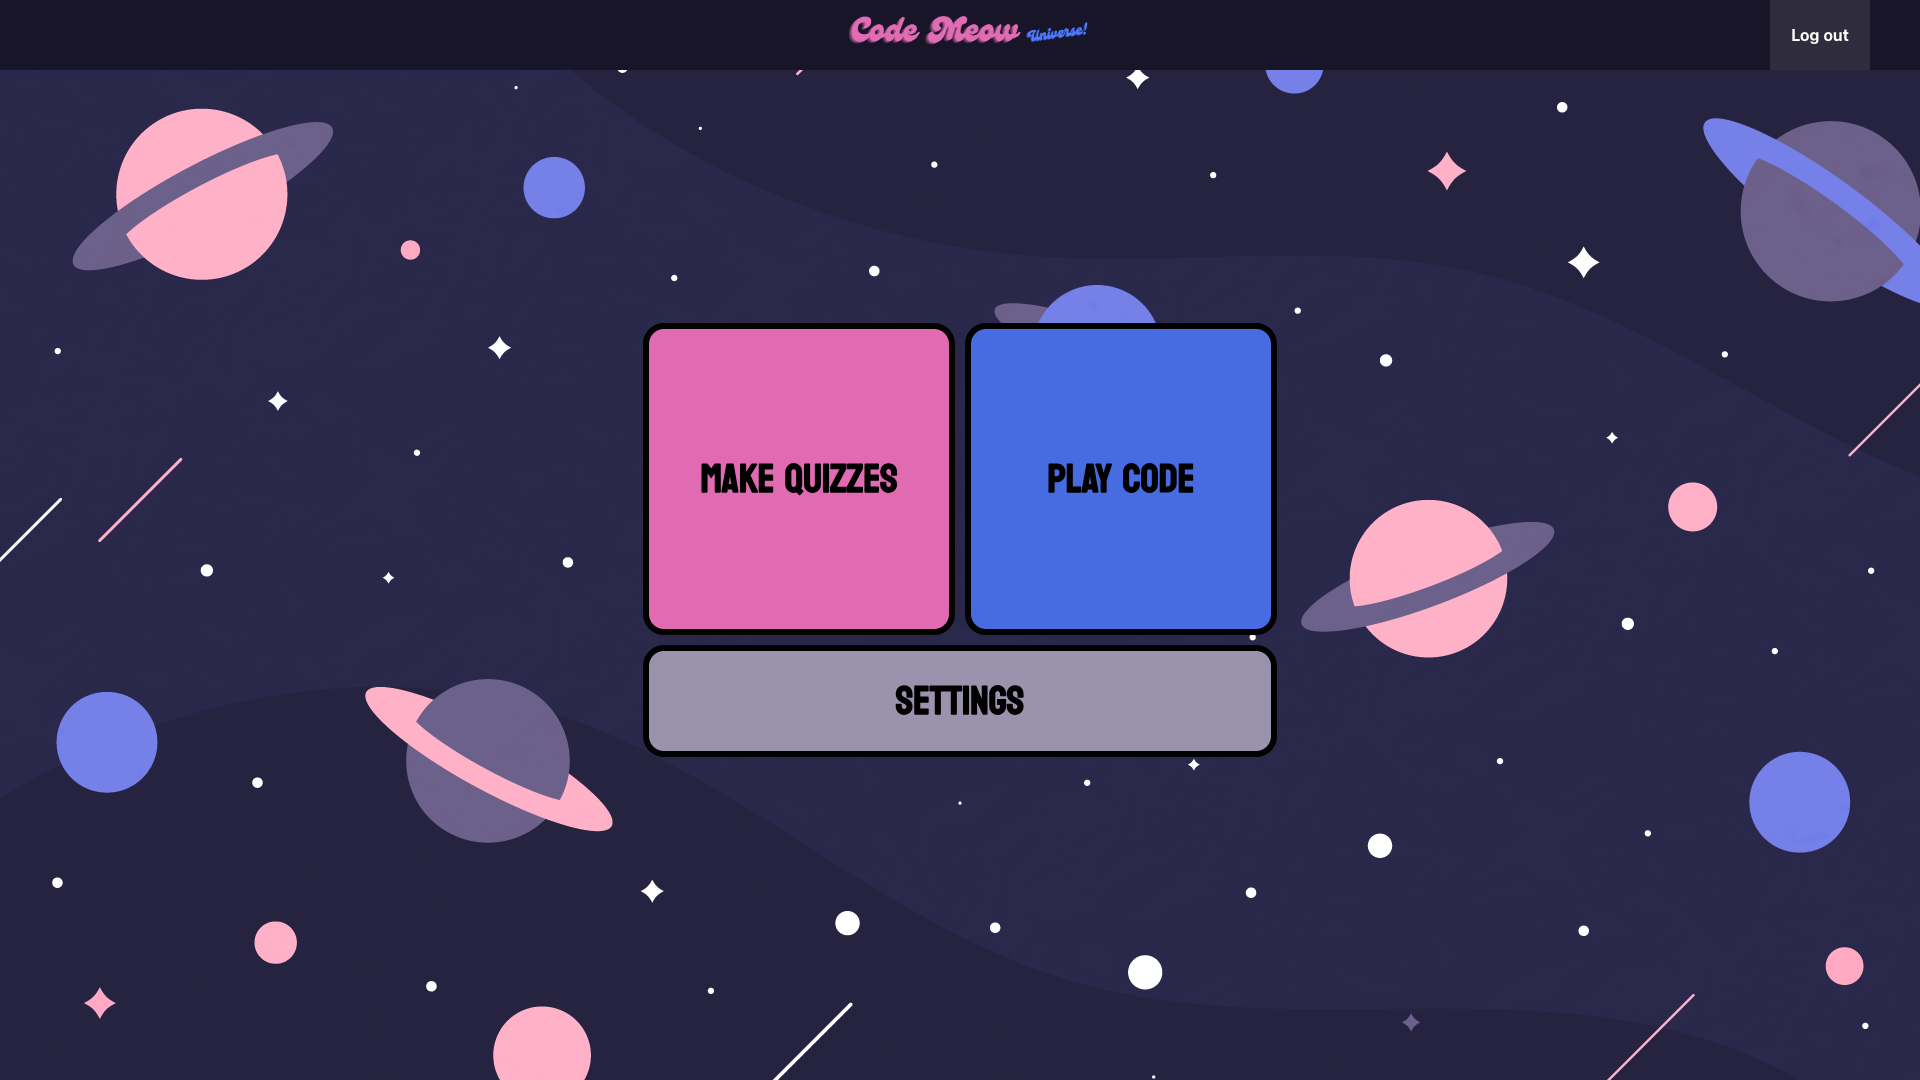 Code Meow Universe!
Log out
MAKE QUIZZES
PLAY CODE
SETTINGS